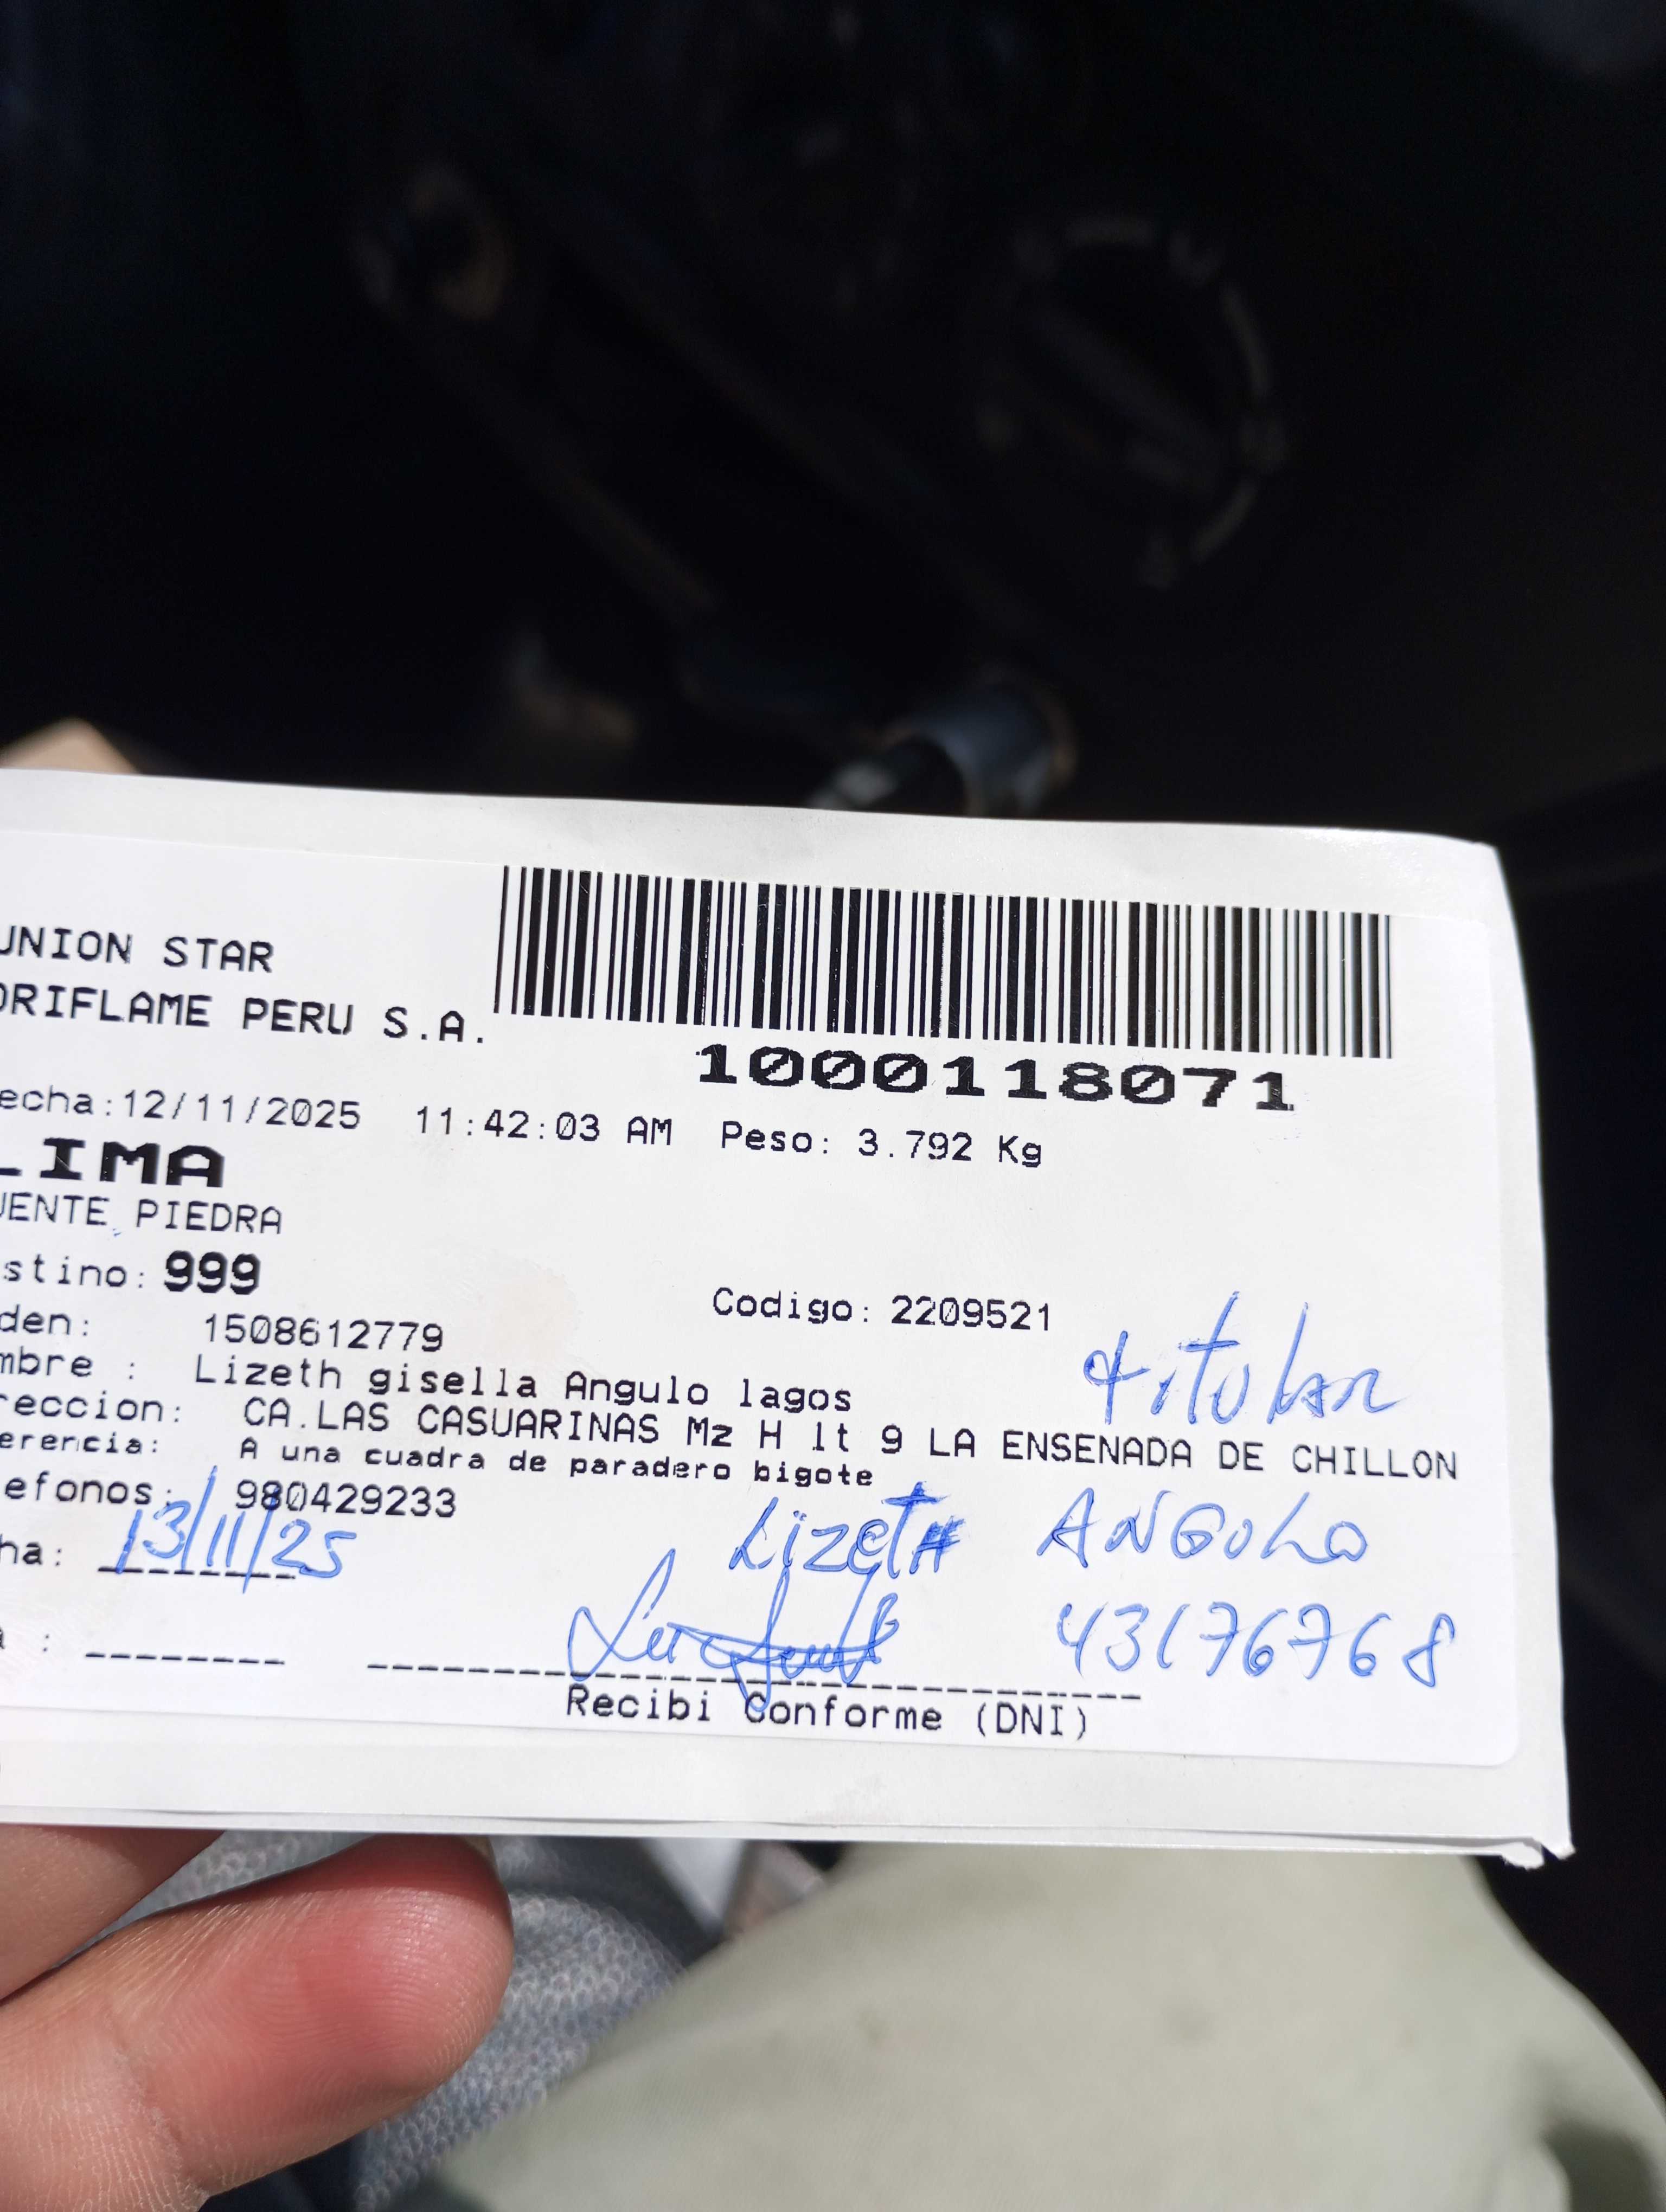 UNION STAR
ORIFLAME PERU S.A.
1000118071
echa:12/11/2025 11:42:03 AM Peso: 3.792 Kg
LIMA
UENTE PIEDRA
stino: 999
Codigo: 2209521
den: 1508612779
titular
mbre : Lizeth gisella Angulo lagos
reccion: CA.LAS CASUARINAS Mz H lt 9 LA ENSENADA DE CHILLON
erencia: A una cuadra de paradero bigote
efonos: 980429233
Lizeth ANGULO
ha: 13/11/25
43176768
a : --------
Recibi Conforme (DNI)